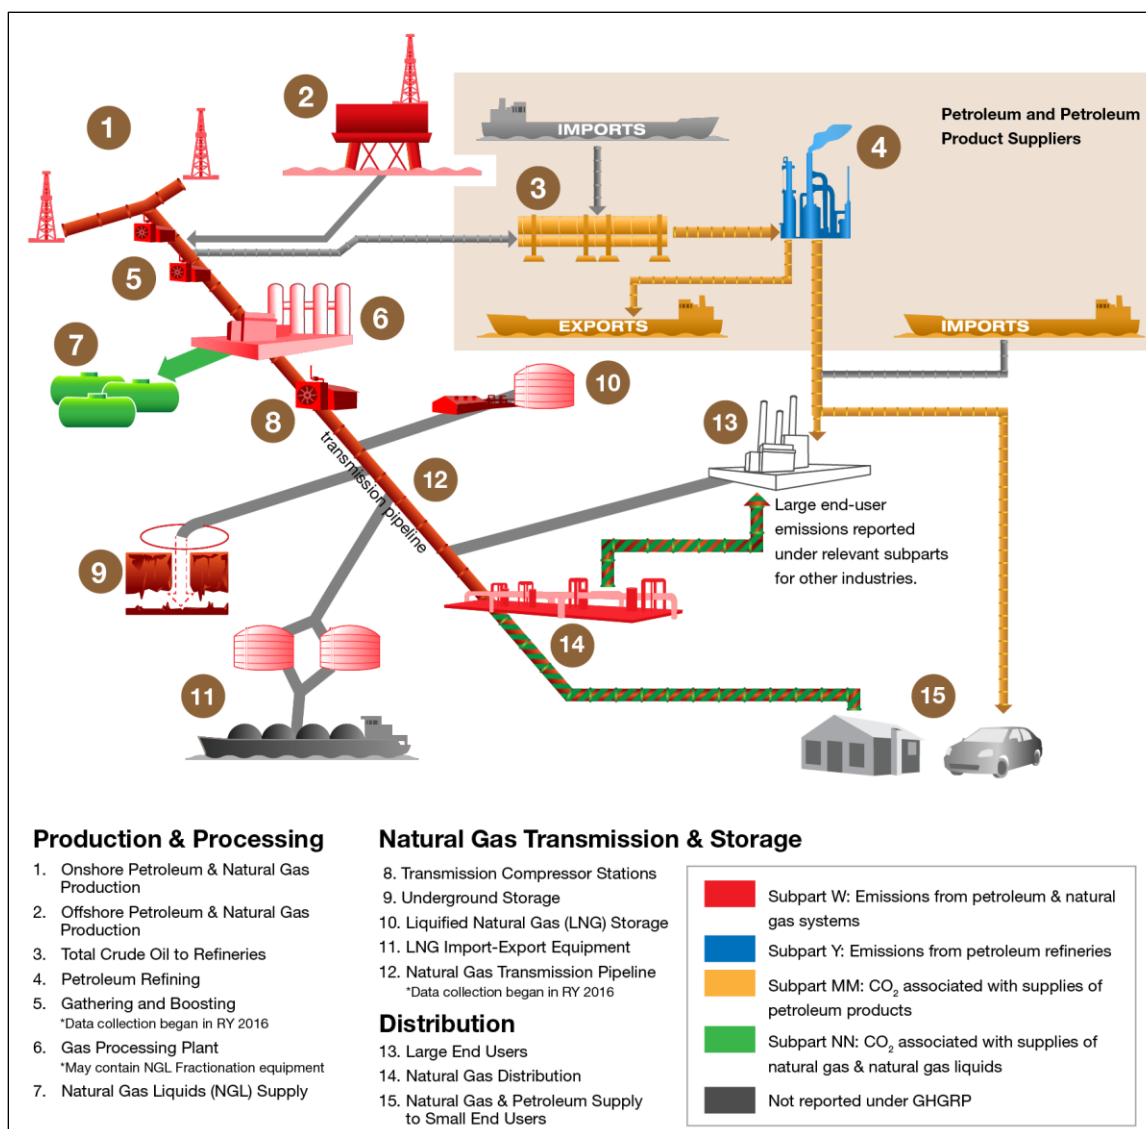 1
2
IMPORTS
Petroleum and Petroleum
Product Suppliers
4
3
5
6
EXPORTS
IMPORTS
7
10
8
13
transmission pipeline
12
Large end-user
emissions reported
under relevant subparts
for other industries.
9
14
11
15
Production & Processing
1. Onshore Petroleum & Natural Gas
Production
2. Offshore Petroleum & Natural Gas
Production
3. Total Crude Oil to Refineries
4. Petroleum Refining
5. Gathering and Boosting
*Data collection began in RY 2016
6. Gas Processing Plant
*May contain NGL Fractionation equipment
7. Natural Gas Liquids (NGL) Supply
Natural Gas Transmission & Storage
8. Transmission Compressor Stations
9. Underground Storage
10. Liquified Natural Gas (LNG) Storage
11. LNG Import-Export Equipment
12. Natural Gas Transmission Pipeline
*Data collection began in RY 2016
Distribution
13. Large End Users
14. Natural Gas Distribution
15. Natural Gas & Petroleum Supply
to Small End Users
Subpart W: Emissions from petroleum & natural
gas systems
Subpart Y: Emissions from petroleum refineries
Subpart MM: CO₂ associated with supplies of
petroleum products
Subpart NN: CO₂ associated with supplies of
natural gas & natural gas liquids
Not reported under GHGRP